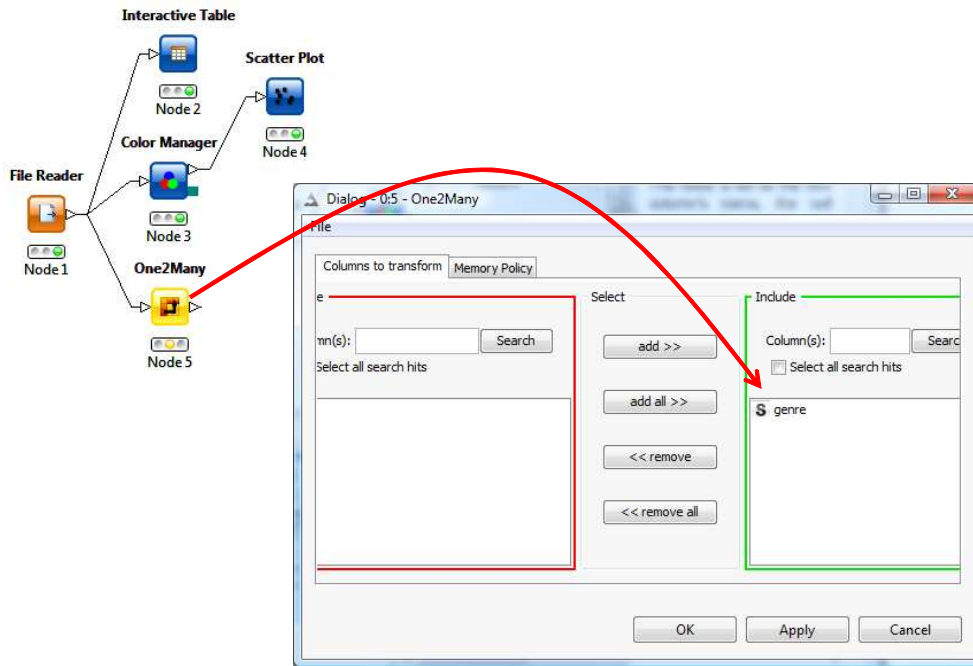 Interactive Table
Node 2
Scatter Plot
Node 4
Color Manager
Node 3
File Reader
Node 1
One2Many
Node 5
Dialog - 0:5 - One2Many
File
Columns to transform
Memory Policy
Select
Include
mn(s):
Search
Select all search hits
add >>
add all >>
<< remove
<< remove all
Column(s):
Searc
Select all search hits
S genre
OK
Apply
Cancel